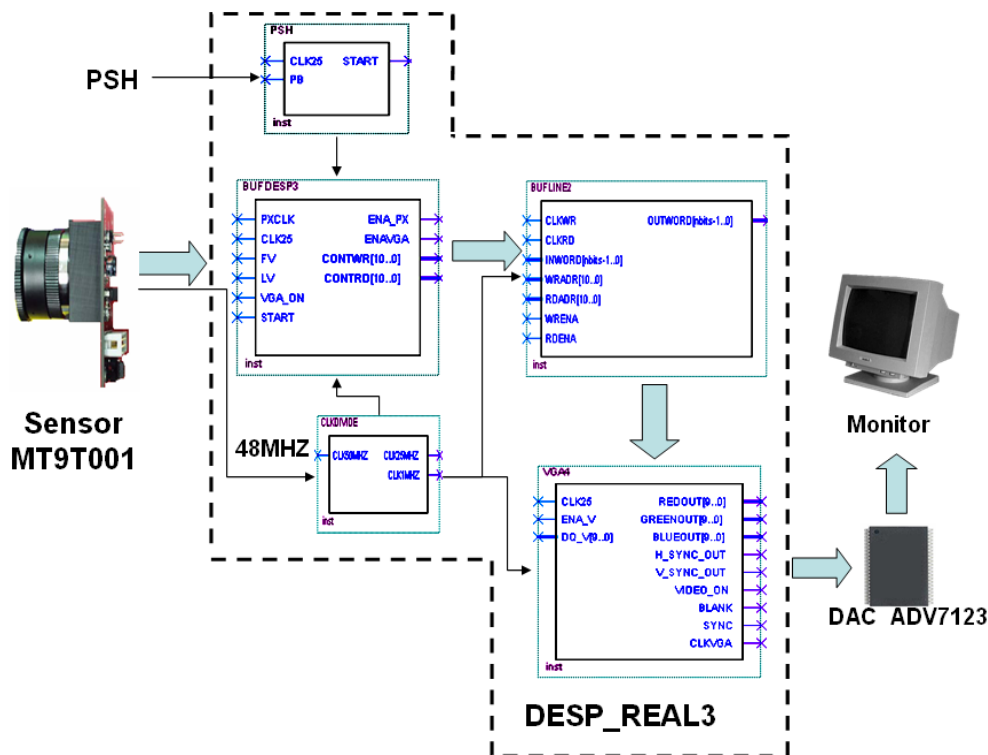 PSH
CLK25 START
PB
inst
PSH
BUFDESP3
PXCLK ENA_PX
CLK25 ENAVGA
FV CONTWR[10..0]
LV CONTRD[10..0]
VGA_ON
START
inst
BUFLINE2
CLKWR OUTWORD[nbits-1..0]
CLKRD
INWORD[nbits-1..0]
WRADR[10..0]
RDADR[10..0]
WRENA
RDENA
inst
Sensor
MT9T001
48MHZ
CLKDMOE
CLK50MHZ CLK25MHZ
CLK1MHZ
inst
Monitor
VGA4
CLK25 REDOUT[9..0]
ENA_V GREENOUT[9..0]
DQ_V[9..0] BLUEOUT[9..0]
H_SYNC_OUT
V_SYNC_OUT
VIDEO_ON
BLANK
SYNC
CLKVGA
inst
DAC ADV7123
DESP_REAL3